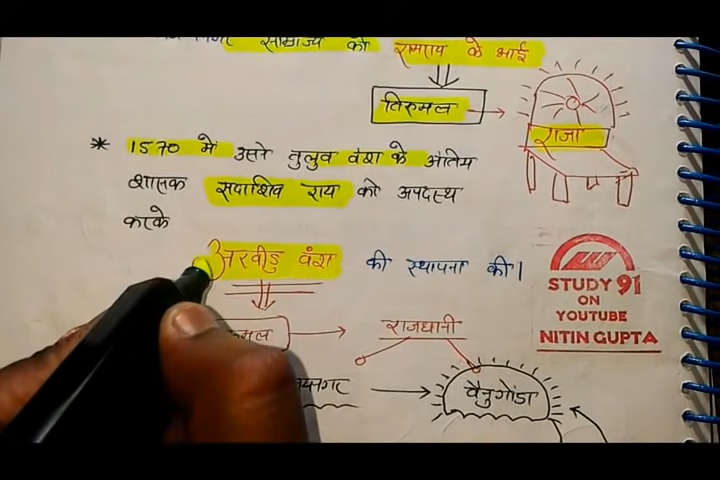 साम्राज्य को रामराय के भाई
तिरुमल
राजा
* 1570 में उसने तुलुव वंश के अंतिम
शासक सदाशिव राय को अपदस्थ
करके
अरवीडु वंश की स्थापना की।
STUDY 91
ON
YOUTUBE
NITIN GUPTA
राजधानी
वैनुगोंडा